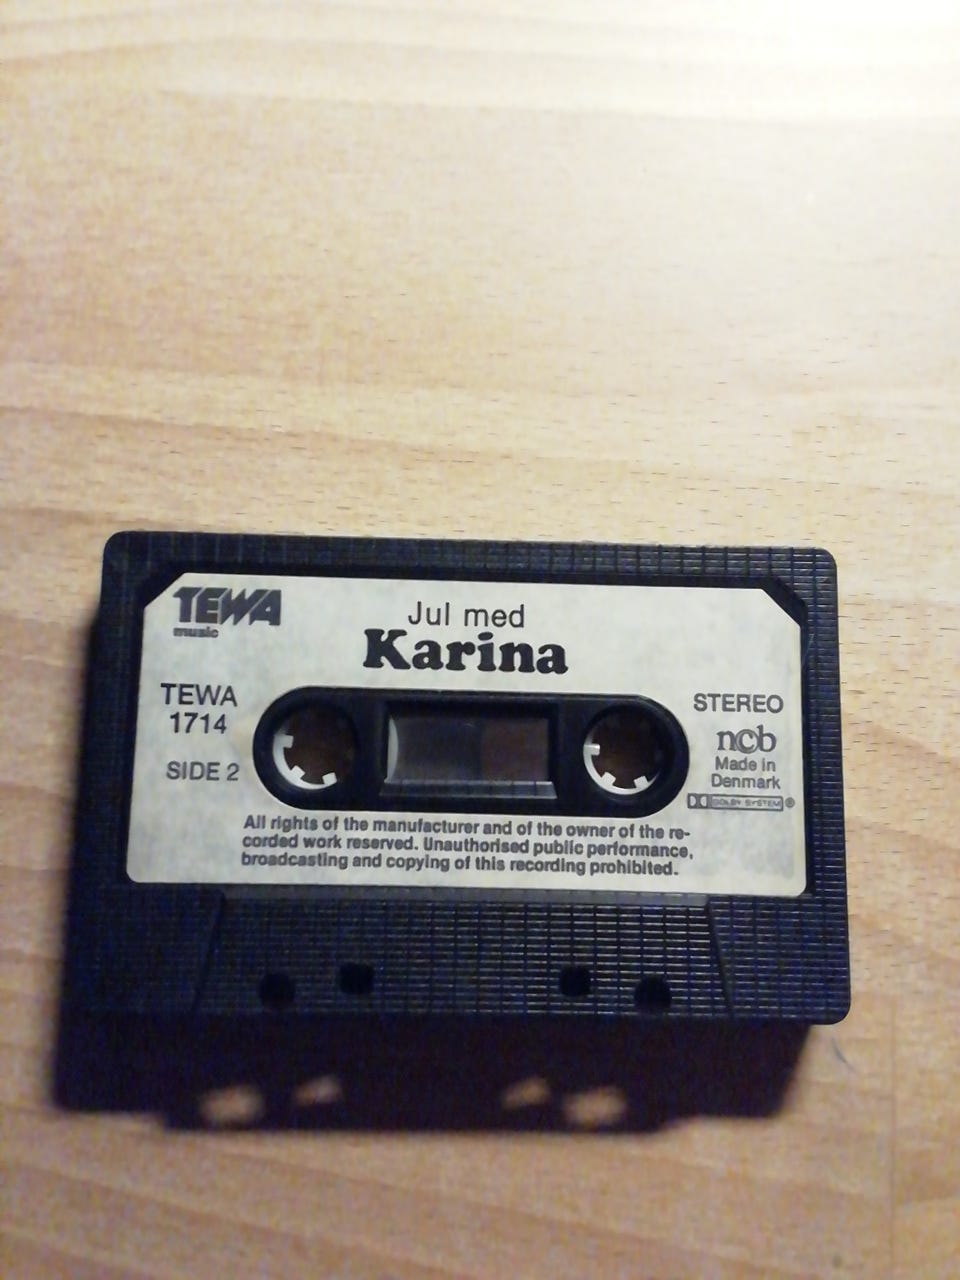 TEWA
music
Jul med
Karina
TEWA
1714
SIDE 2
STEREO
ncb
Made in
Denmark
DOLBY SYSTEM ®
All rights of the manufacturer and of the owner of the re-
corded work reserved. Unauthorised public performance,
broadcasting and copying of this recording prohibited.